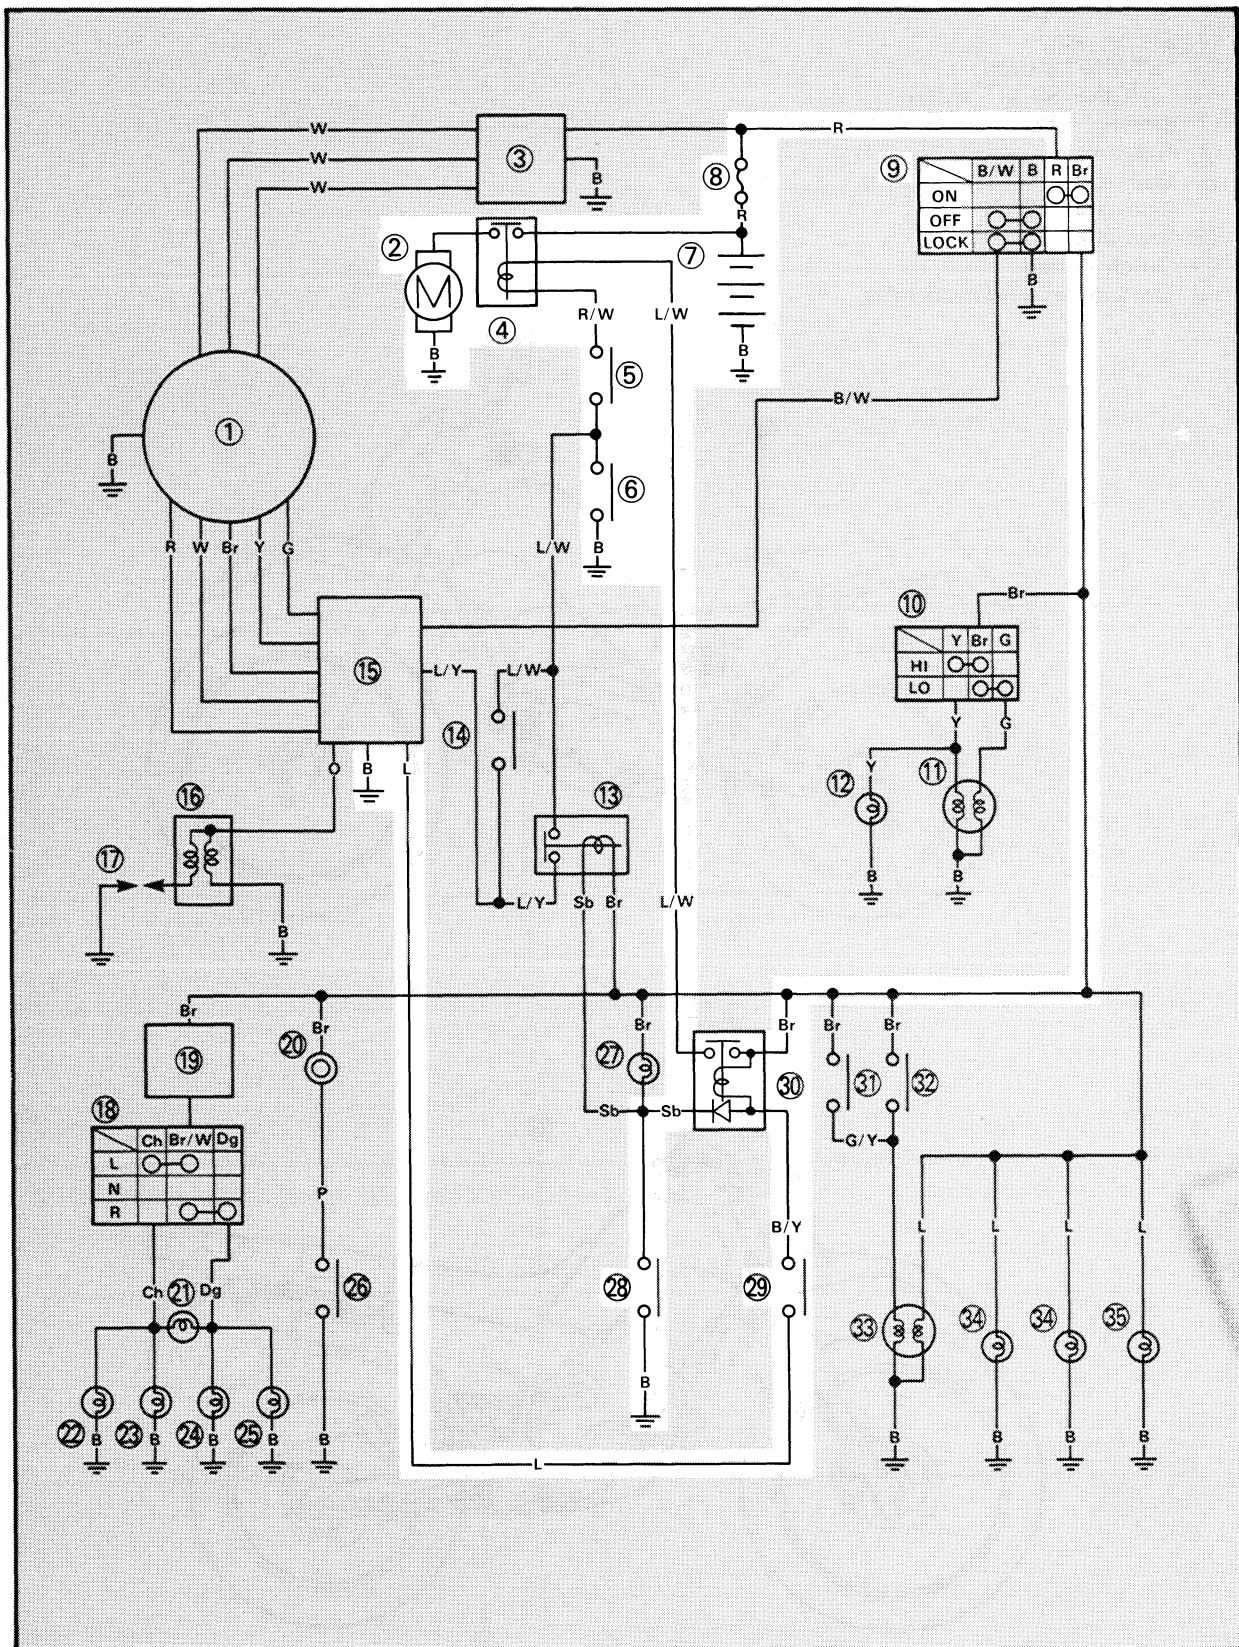 W
W
W
③
R
B
⑧
R
⑨
B/W B R Br
ON
OFF
LOCK
B
②
M
B
④
⑦
B
R/W
L/W
⑤
⑥
B
B/W
①
B
R W Br Y G
L/W
⑮
L/Y
L/W
⑭
O B L
⑩
Br
Y Br G
HI
LO
Y
G
Y
⑫
⑪
B
B
⑯
⑰
B
⑬
L/Y
Sb Br
L/W
Br
⑲
⑱
Ch Br/W Dg
L
N
R
Ch
㉑
Dg
㉒
B
㉓
B
㉔
B
㉕
B
Br
⑳
P
㉖
B
Br
㉗
Sb
Sb
㉘
B
Br
㉚
B/Y
㉙
L
Br
㉛
Br
㉜
G/Y
㉝
L
B
L
㉞
B
L
㉞
B
L
㉟
B